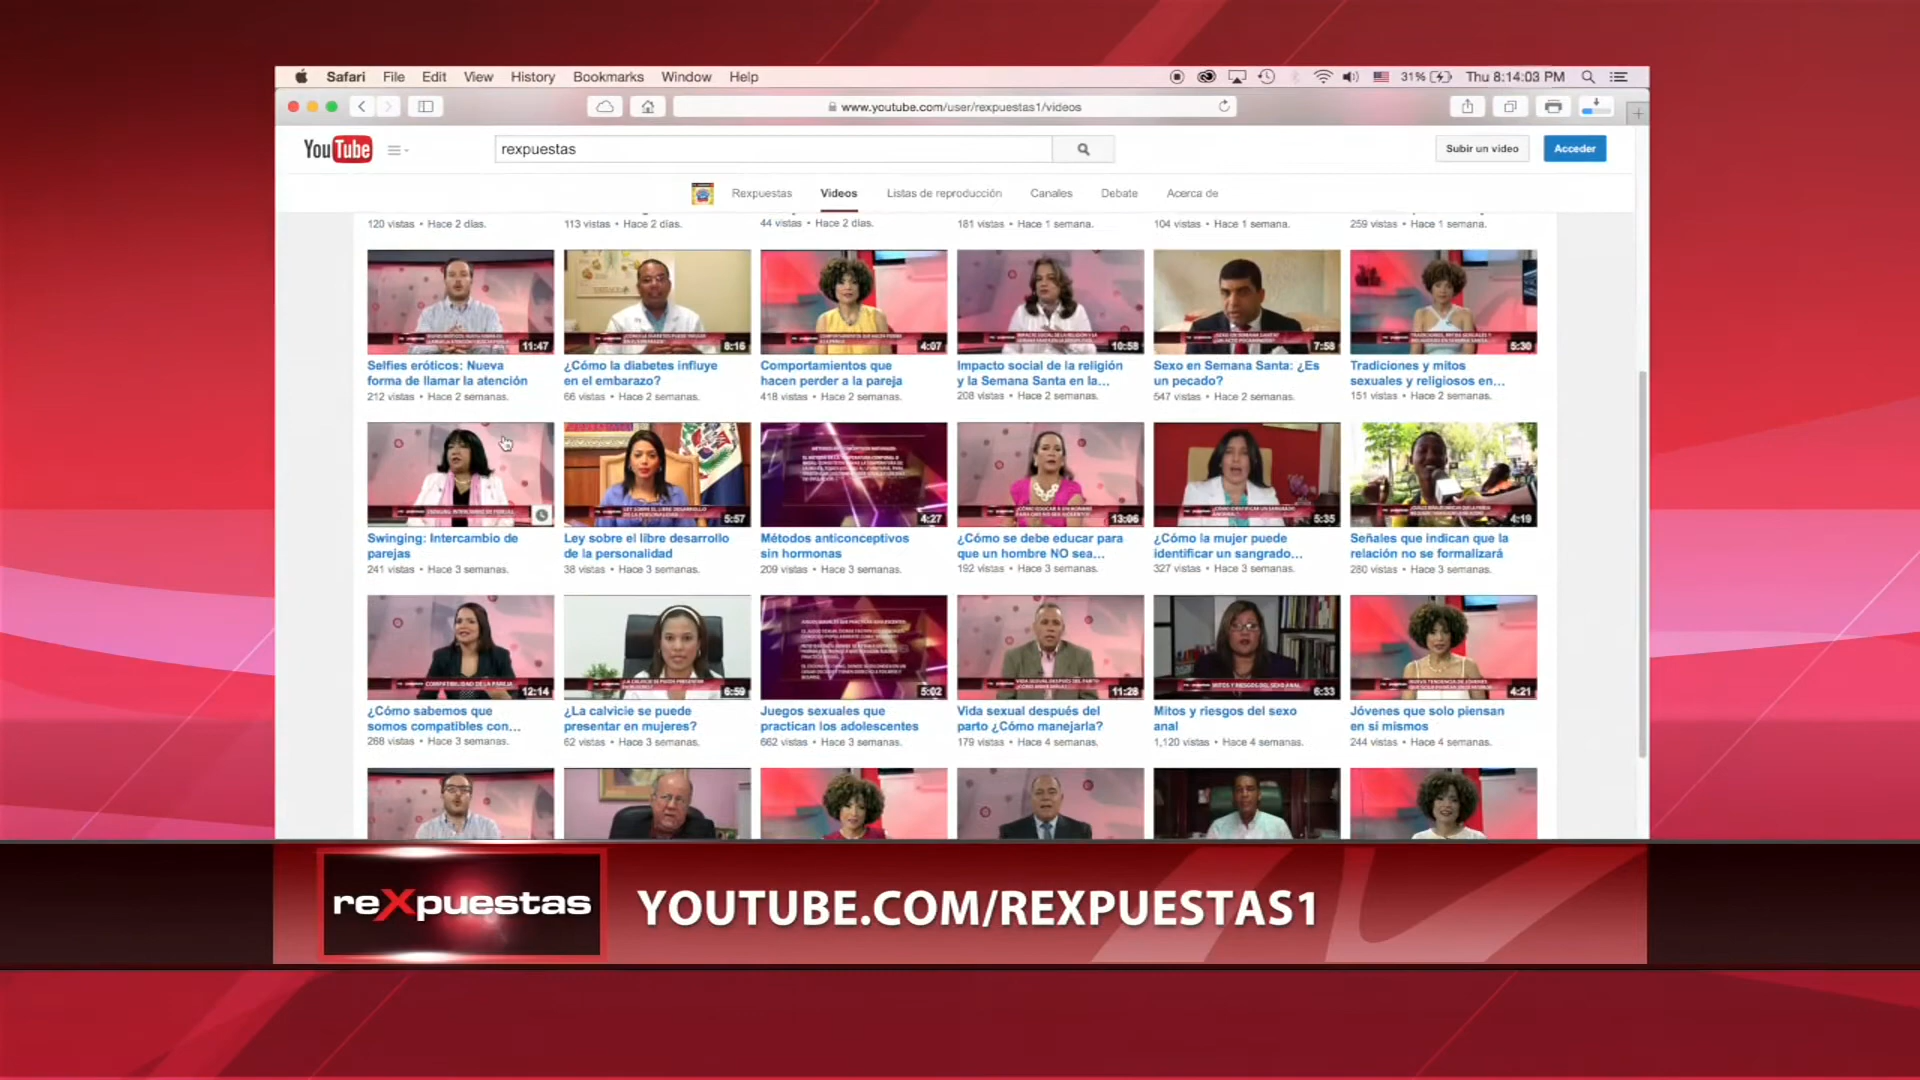 Safari File Edit View History Bookmarks Window Help 31% Thu 8:14:03 PM
www.youtube.com/user/rexpuestas1/videos
YouTube rexpuestas Subir un video Acceder
Rexpuestas Videos Listas de reproducción Canales Debate Acerca de
120 vistas • Hace 2 días. 113 vistas • Hace 2 días. 44 vistas • Hace 2 días. 181 vistas • Hace 1 semana. 104 vistas • Hace 1 semana. 259 vistas • Hace 1 semana.
11:47 8:16 4:07 10:58 7:58 5:30
Selfies eróticos: Nueva forma de llamar la atención
212 vistas • Hace 2 semanas.
¿Cómo la diabetes influye en el embarazo?
66 vistas • Hace 2 semanas.
Comportamientos que hacen perder a la pareja
418 vistas • Hace 2 semanas.
Impacto social de la religión y la Semana Santa en la...
208 vistas • Hace 2 semanas.
Sexo en Semana Santa: ¿Es un pecado?
547 vistas • Hace 2 semanas.
Tradiciones y mitos sexuales y religiosos en...
151 vistas • Hace 2 semanas.
5:57 4:27 13:06 5:35 4:19
Swinging: Intercambio de parejas
241 vistas • Hace 3 semanas.
Ley sobre el libre desarrollo de la personalidad
38 vistas • Hace 3 semanas.
Métodos anticonceptivos sin hormonas
209 vistas • Hace 3 semanas.
¿Cómo se debe educar para que un hombre NO sea...
192 vistas • Hace 3 semanas.
¿Cómo la mujer puede identificar un sangrado...
327 vistas • Hace 3 semanas.
Señales que indican que la relación no se formalizará
280 vistas • Hace 3 semanas.
COMPATIBILIDAD DE LA PAREJA
12:14 6:59 5:02 11:28 6:33 4:21
¿Cómo sabemos que somos compatibles con...
268 vistas • Hace 3 semanas.
¿La calvicie se puede presentar en mujeres?
62 vistas • Hace 3 semanas.
Juegos sexuales que practican los adolescentes
662 vistas • Hace 3 semanas.
Vida sexual después del parto ¿Cómo manejarla?
179 vistas • Hace 4 semanas.
Mitos y riesgos del sexo anal
1,120 vistas • Hace 4 semanas.
Jóvenes que solo piensan en sí mismos
244 vistas • Hace 4 semanas.
reXpuestas
YOUTUBE.COM/REXPUESTAS1